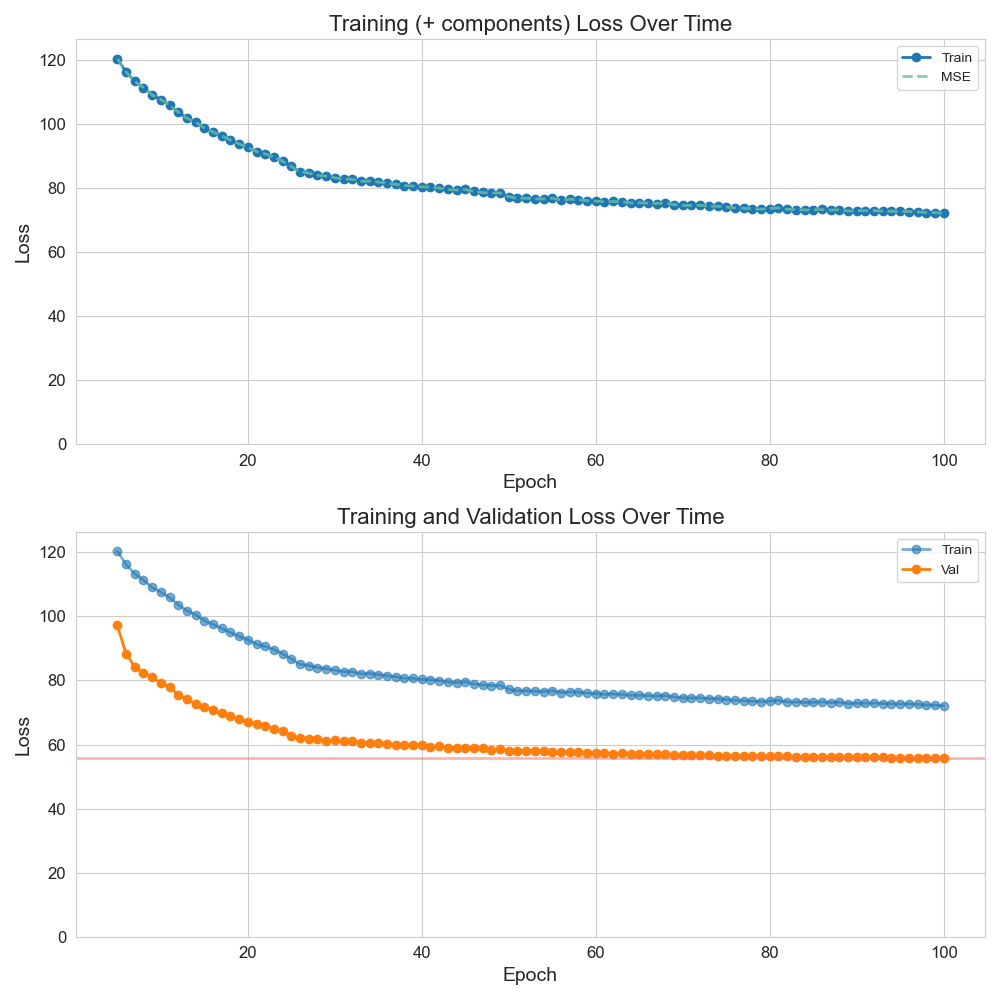 Training (+ components) Loss Over Time
120
100
80
60
40
20
0
Loss
Train
MSE
20 40 60 80 100
Epoch
Training and Validation Loss Over Time
120
100
80
60
40
20
0
Loss
Train
Val
20 40 60 80 100
Epoch